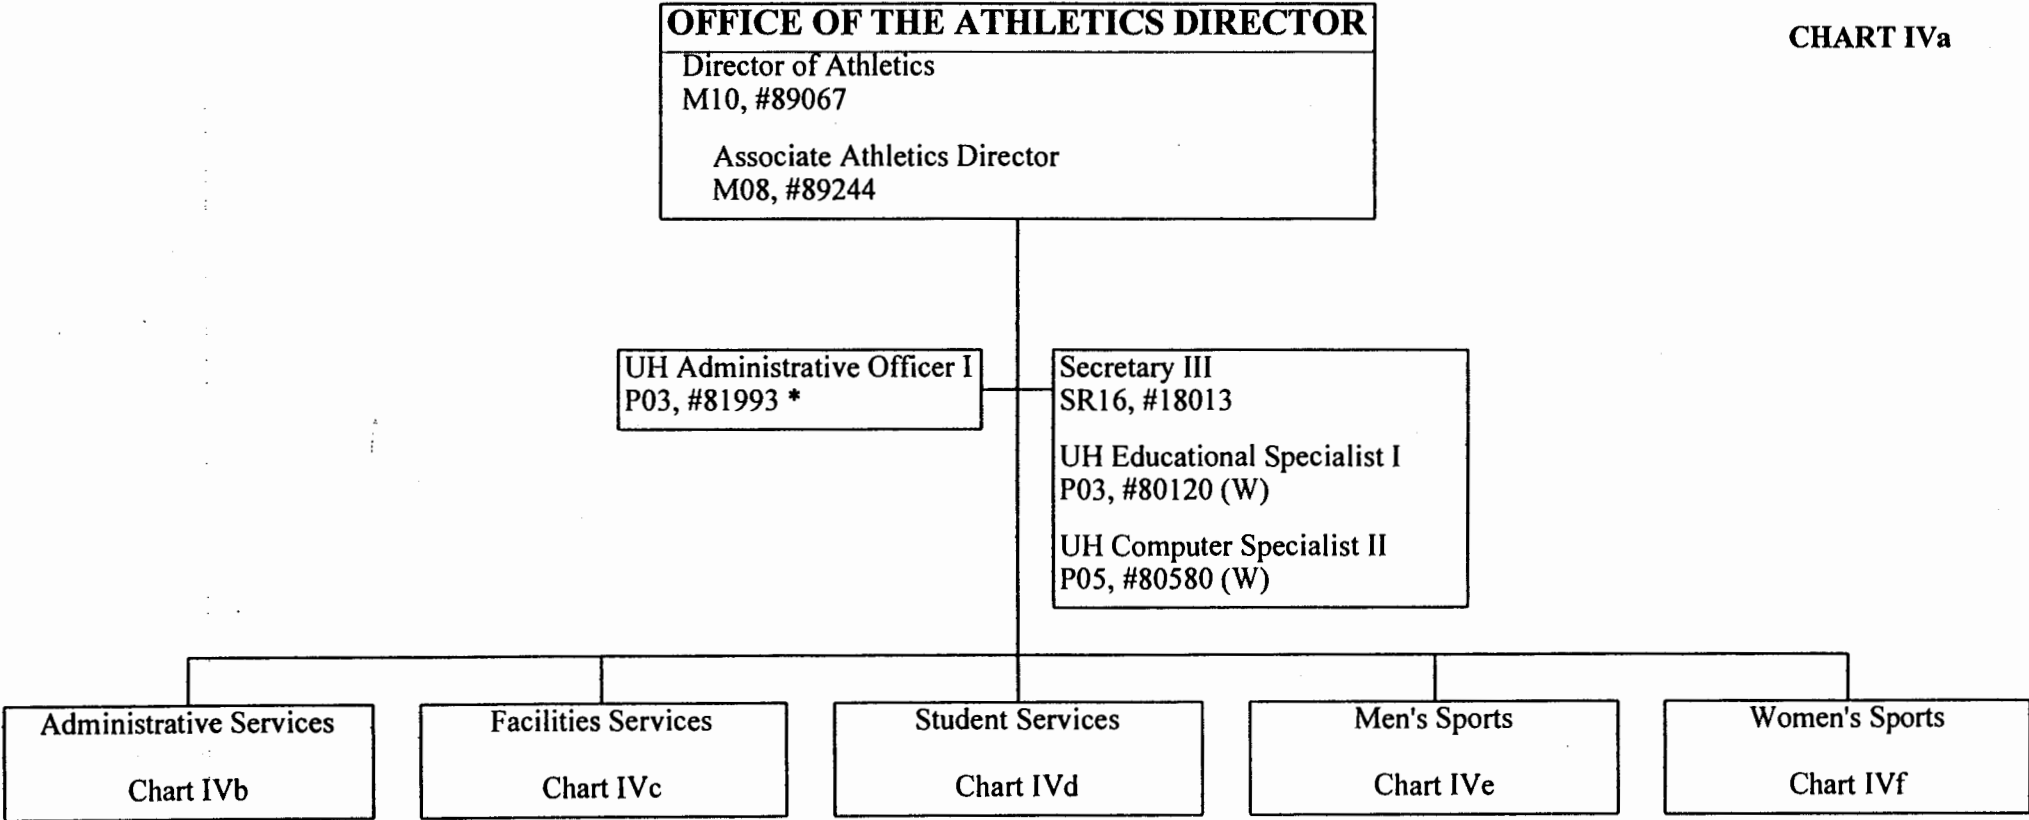 OFFICE OF THE ATHLETICS DIRECTOR
CHART IVa
Director of Athletics
M10, #89067
Associate Athletics Director
M08, #89244
UH Administrative Officer I
P03, #81993 *
Secretary III
SR16, #18013
UH Educational Specialist I
P03, #80120 (W)
UH Computer Specialist II
P05, #80580 (W)
Administrative Services
Chart IVb
Facilities Services
Chart IVc
Student Services
Chart IVd
Men's Sports
Chart IVe
Women's Sports
Chart IVf